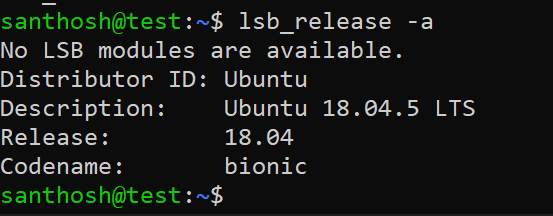 santhosh@test:~$ lsb_release -a
No LSB modules are available.
Distributor ID: Ubuntu
Description:    Ubuntu 18.04.5 LTS
Release:        18.04
Codename:       bionic
santhosh@test:~$